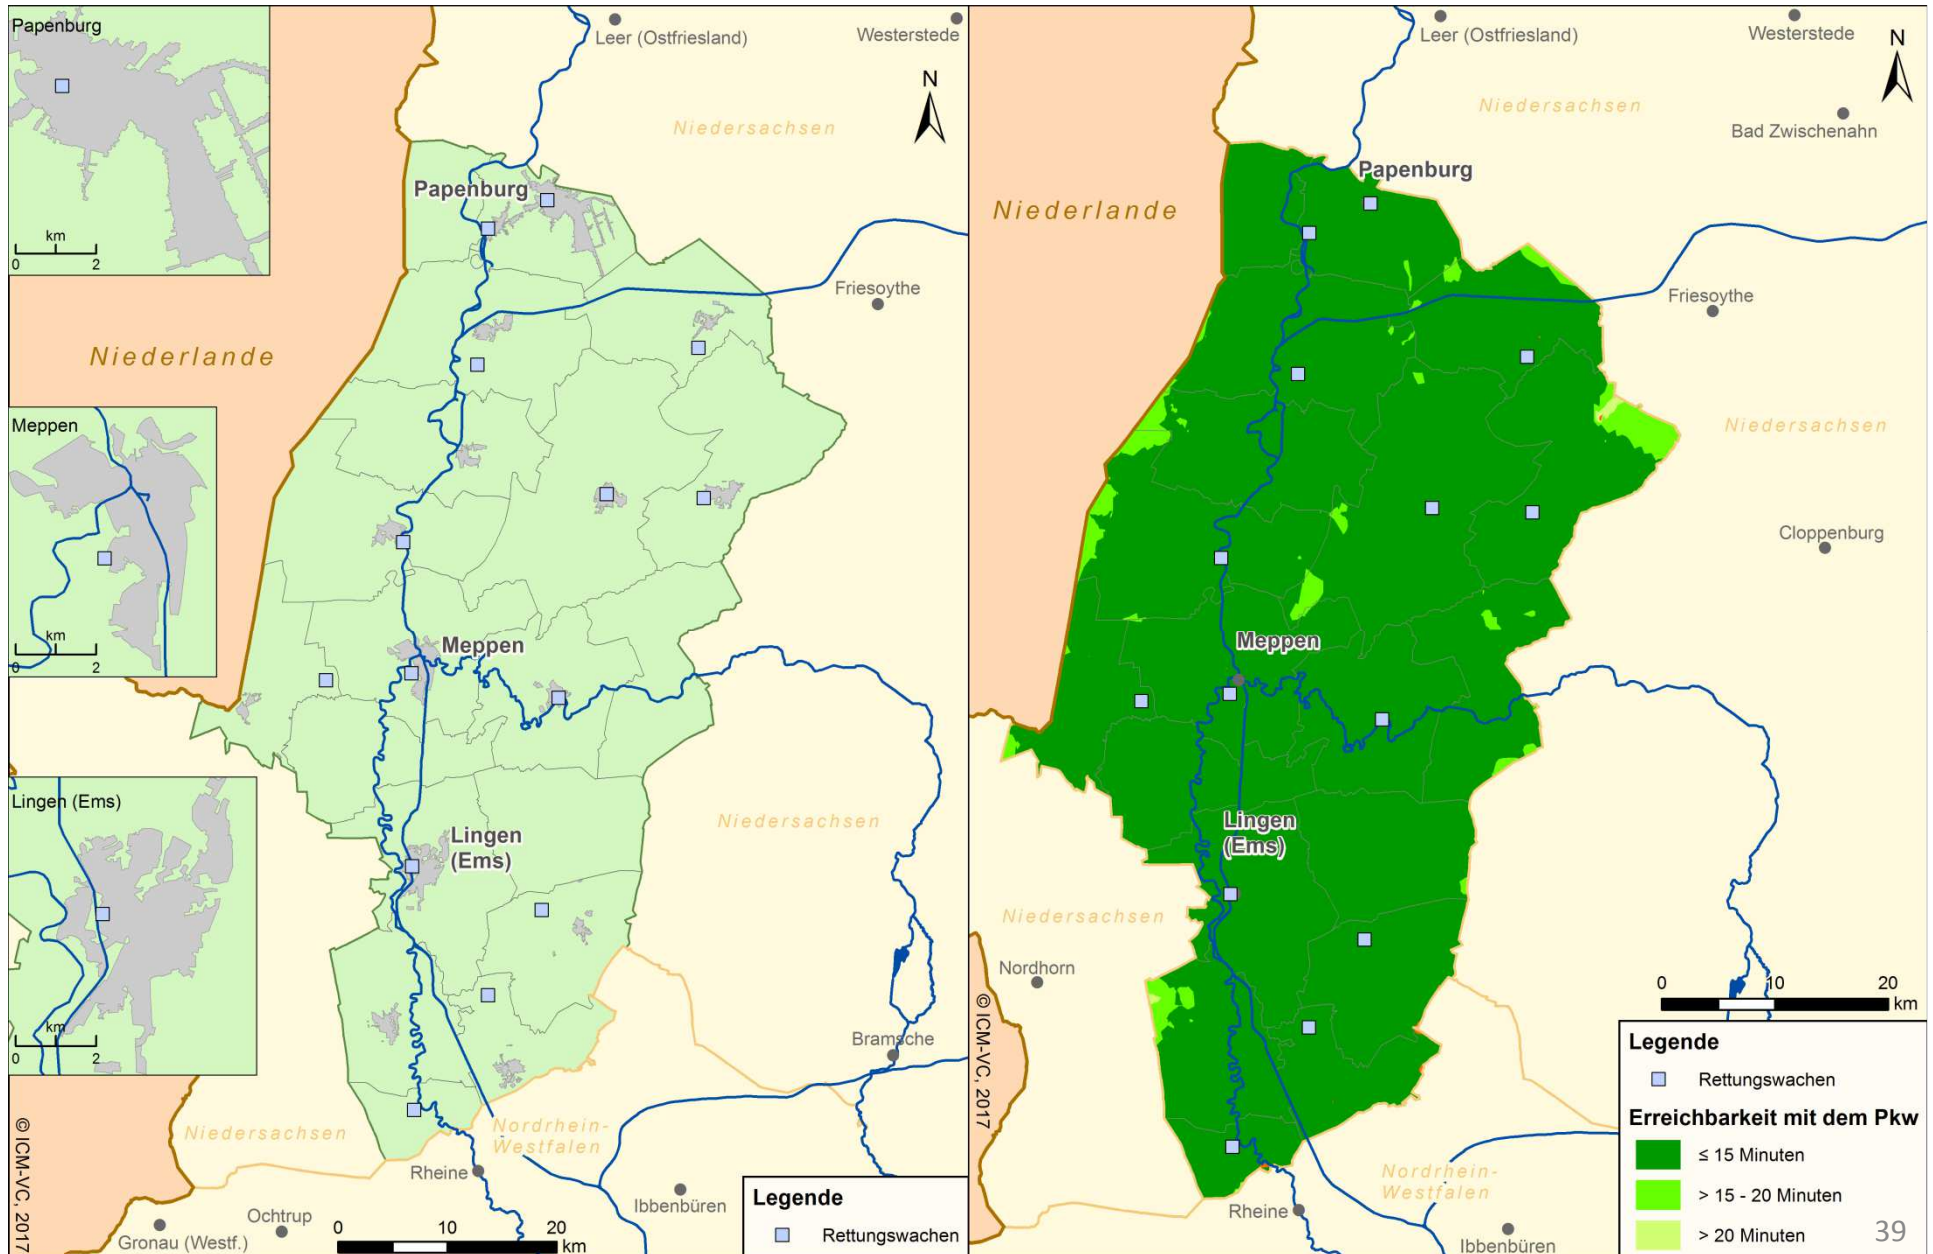 Papenburg
km
0 2
Meppen
km
0 2
Lingen (Ems)
km
0 2
Leer (Ostfriesland)
Westerstede
N
Niedersachsen
Papenburg
Niederlande
Friesoythe
Meppen
Lingen
(Ems)
Niedersachsen
Bramsche
Niedersachsen
Nordrhein-
Westfalen
Rheine
Ibbenbüren
Ochtrup
Gronau (Westf.)
0 10 20
km
© ICM-VC, 2017
Legende
Rettungswachen
Leer (Ostfriesland)
Westerstede
N
Niedersachsen
Bad Zwischenahn
Papenburg
Niederlande
Friesoythe
Niedersachsen
Cloppenburg
Meppen
Lingen
(Ems)
Niedersachsen
Nordhorn
© ICM-VC, 2017
0 10 20
km
Nordrhein-
Westfalen
Rheine
Ibbenbüren
Legende
Rettungswachen
Erreichbarkeit mit dem Pkw
≤ 15 Minuten
> 15 - 20 Minuten
> 20 Minuten
39